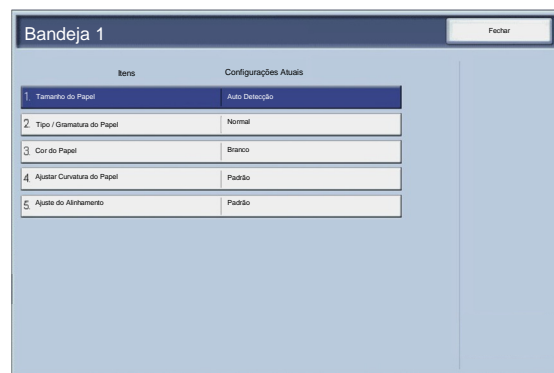 Bandeja 1
Fechar
Itens Configurações Atuais
1. Tamanho do Papel Auto Detecção
2. Tipo / Gramatura do Papel Normal
3. Cor do Papel Branco
4. Ajustar Curvatura do Papel Padrão
5. Ajuste do Alinhamento Padrão